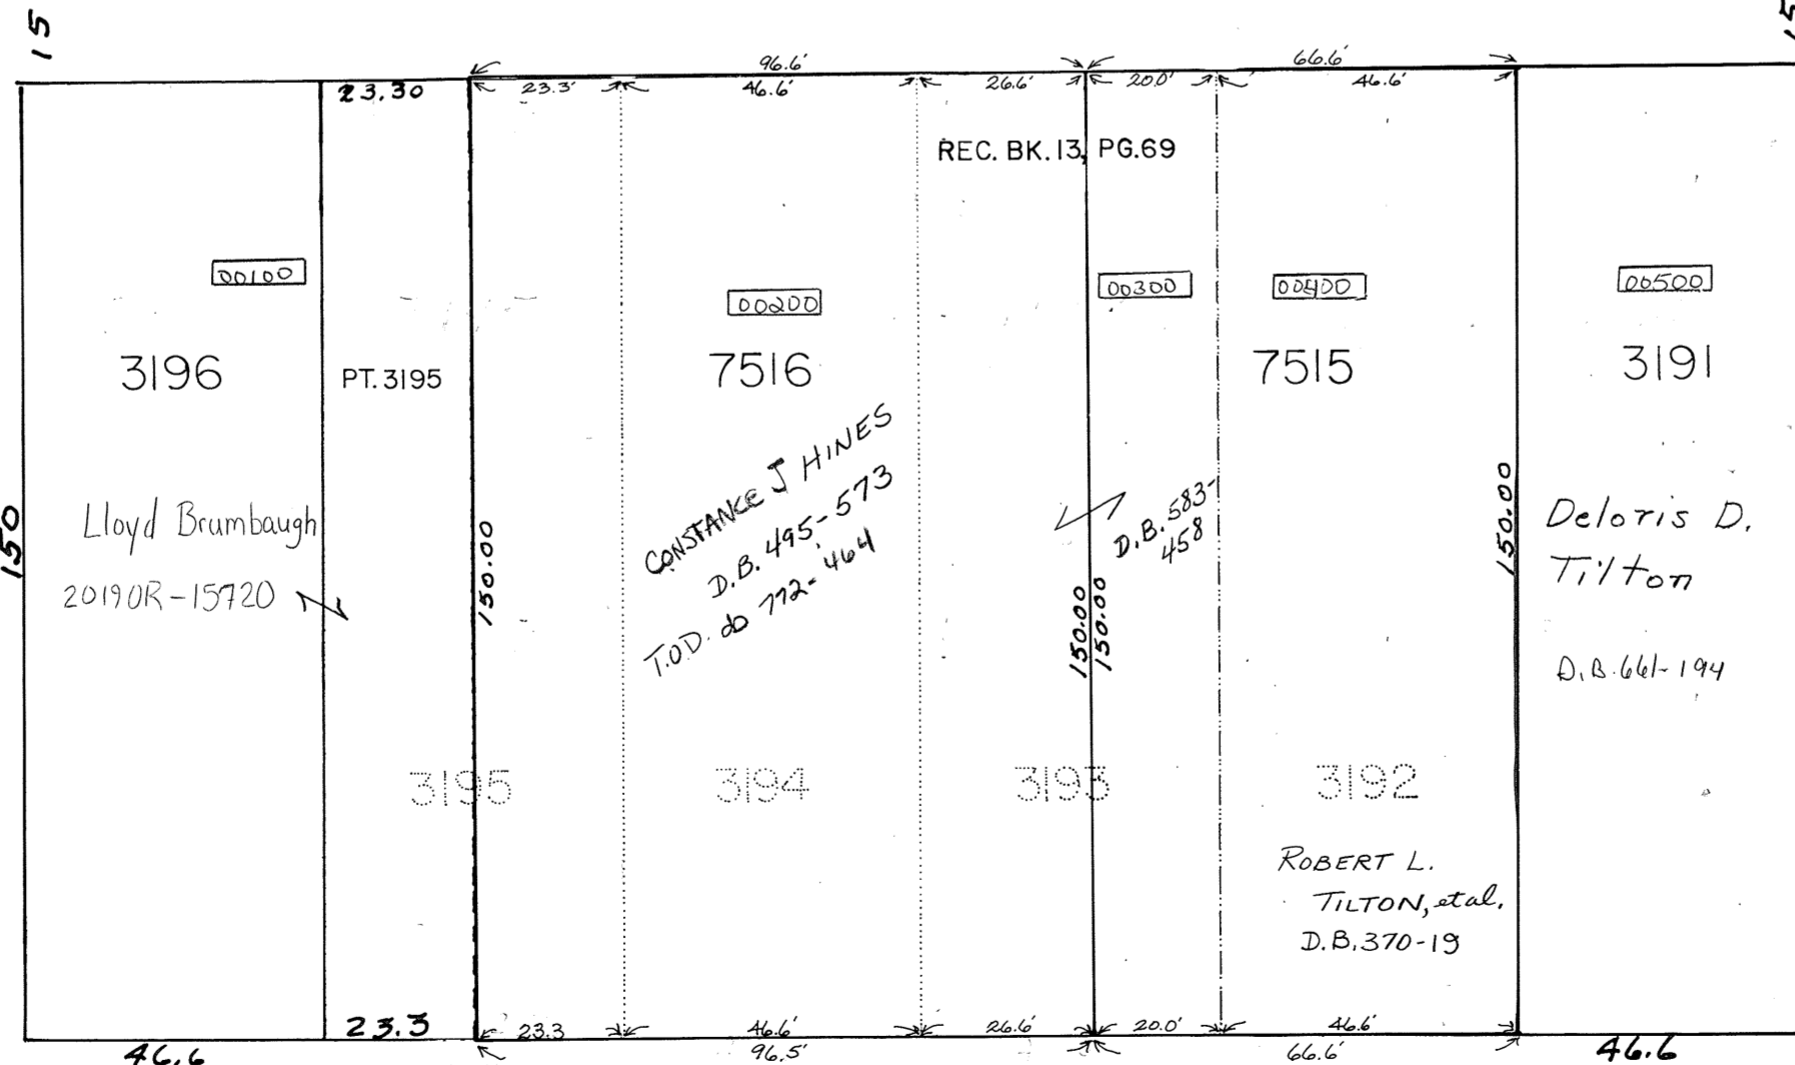 15
96.6'
66.6'
23.30
23.3'
46.6'
26.6'
20.0'
46.6'
REC. BK. 13, PG. 69
00100
00200
00300
00400
00500
3196
PT. 3195
7516
7515
3191
Lloyd Brumbaugh
2019OR-15720
CONSTANCE J HINES
D.B. 495-573
T.O.D. do 772-464
D.B. 583-
458
Deloris D.
Tilton
D.B. 661-194
150
150.00
150.00
150.00
150.00
3195
3194
3193
3192
ROBERT L.
TILTON, et al.
D.B. 370-19
23.3
23.3
46.6'
26.6'
20.0'
46.6'
46.6
96.5'
66.6'
46.6